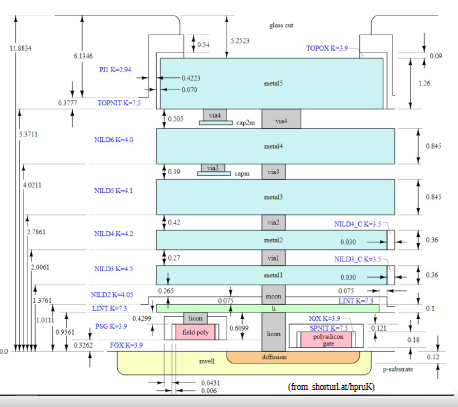 glass cut
11.8834
6.1346
0.54
5.2523
TOPOX K=3.9
0.09
PI1 K=2.94
0.4223
0.070
metal5
1.26
0.3777
TOPNIT K=7.5
0.505
via4
cap2m
via4
5.3711
NILD6 K=4.0
metal4
0.845
0.39
via3
capm
via3
4.0211
NILD5 K=4.1
metal3
0.845
2.7861
0.42
via2
NILD4_C K=3.5
NILD4 K=4.2
metal2
0.030
0.36
2.0061
0.27
via1
NILD3_C K=3.5
NILD3 K=4.5
metal1
0.030
0.36
1.3761
NILD2 K=4.05
0.265
0.075
mcon
0.075
LINT K=7.3
LINT K=7.3
li
0.1
1.0111
0.9361
PSG K=3.9
0.4299
licon
field poly
0.6099
licon
IOX K=3.9
SPNIT K=7.5
0.121
polysilicon
gate
0.18
0.3262
FOX K=3.9
0.0
nwell
diffusion
0.12
p-substrate
0.0431
0.006
(from shorturl.at/hpruK)